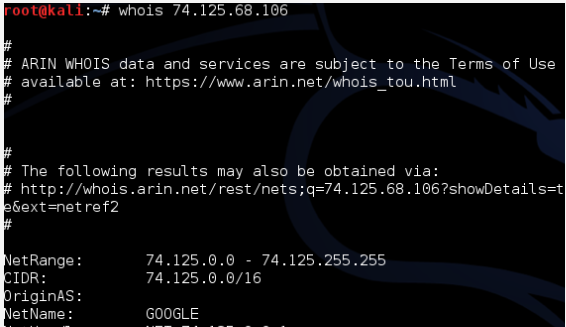 root@kali:~# whois 74.125.68.106
#
# ARIN WHOIS data and services are subject to the Terms of Use
# available at: https://www.arin.net/whois_tou.html
#
#
# The following results may also be obtained via:
# http://whois.arin.net/rest/nets;q=74.125.68.106?showDetails=t
e&ext=netref2
#
NetRange: 74.125.0.0 - 74.125.255.255
CIDR: 74.125.0.0/16
OriginAS:
NetName: GOOGLE